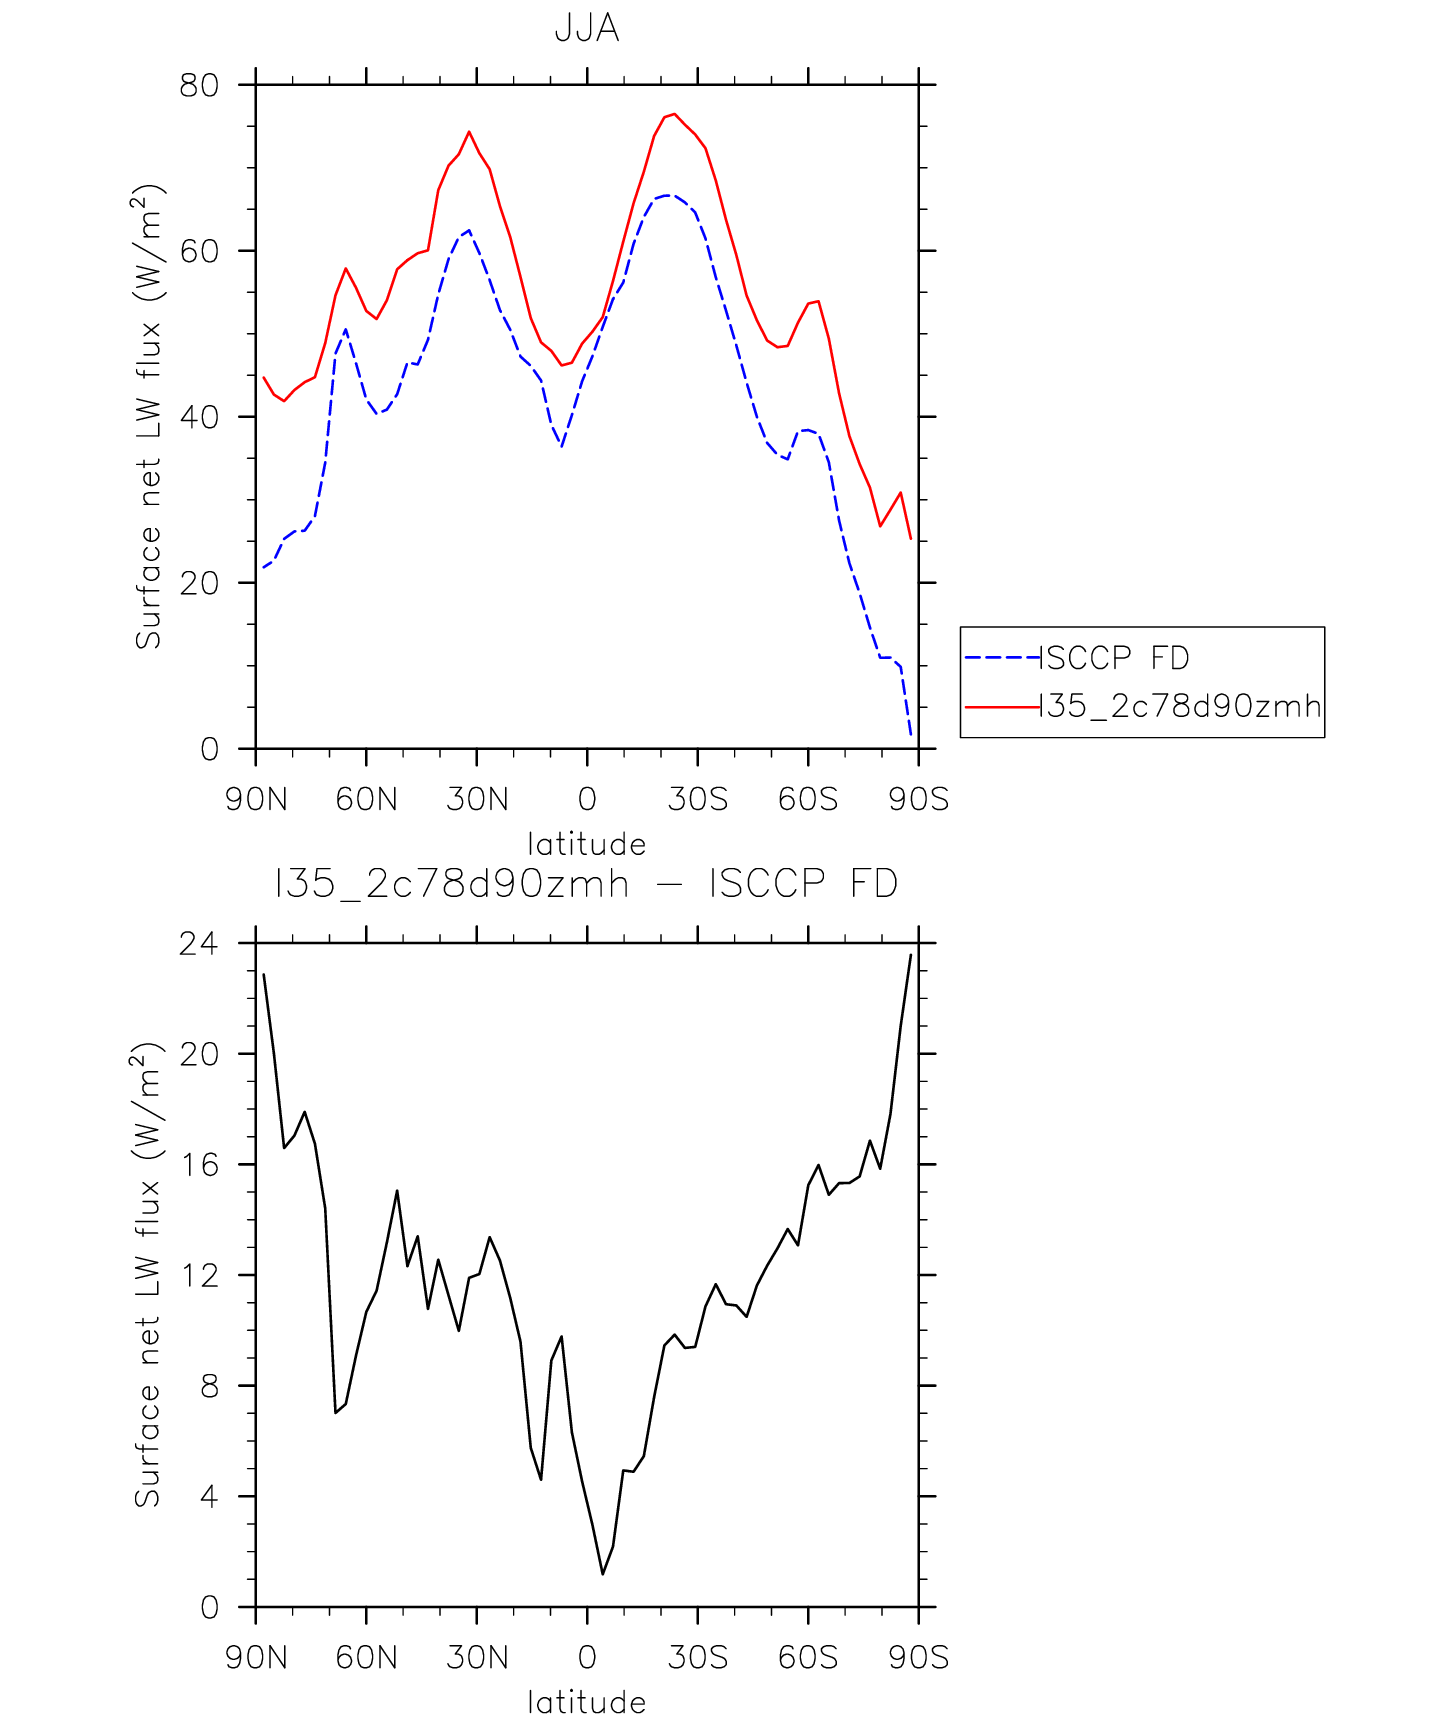 JJA
Surface net LW flux (W/m²)
80
60
40
20
0
90N 60N 30N 0 30S 60S 90S
latitude
ISCCP FD
I35_2c78d90zmh
I35_2c78d90zmh − ISCCP FD
Surface net LW flux (W/m²)
24
20
16
12
8
4
0
90N 60N 30N 0 30S 60S 90S
latitude